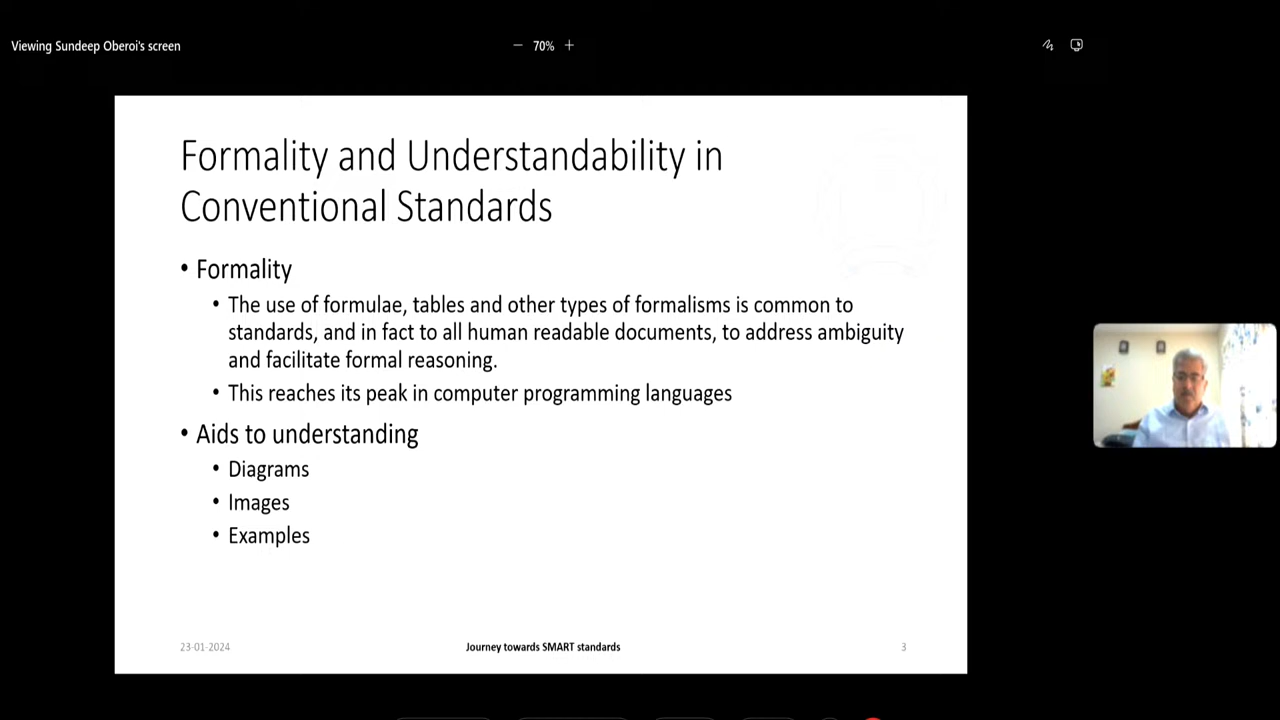 Viewing Sundeep Oberoi's screen
− 70% +
Formality and Understandability in
Conventional Standards
• Formality
• The use of formulae, tables and other types of formalisms is common to
standards, and in fact to all human readable documents, to address ambiguity
and facilitate formal reasoning.
• This reaches its peak in computer programming languages
• Aids to understanding
• Diagrams
• Images
• Examples
23-01-2024
Journey towards SMART standards
3